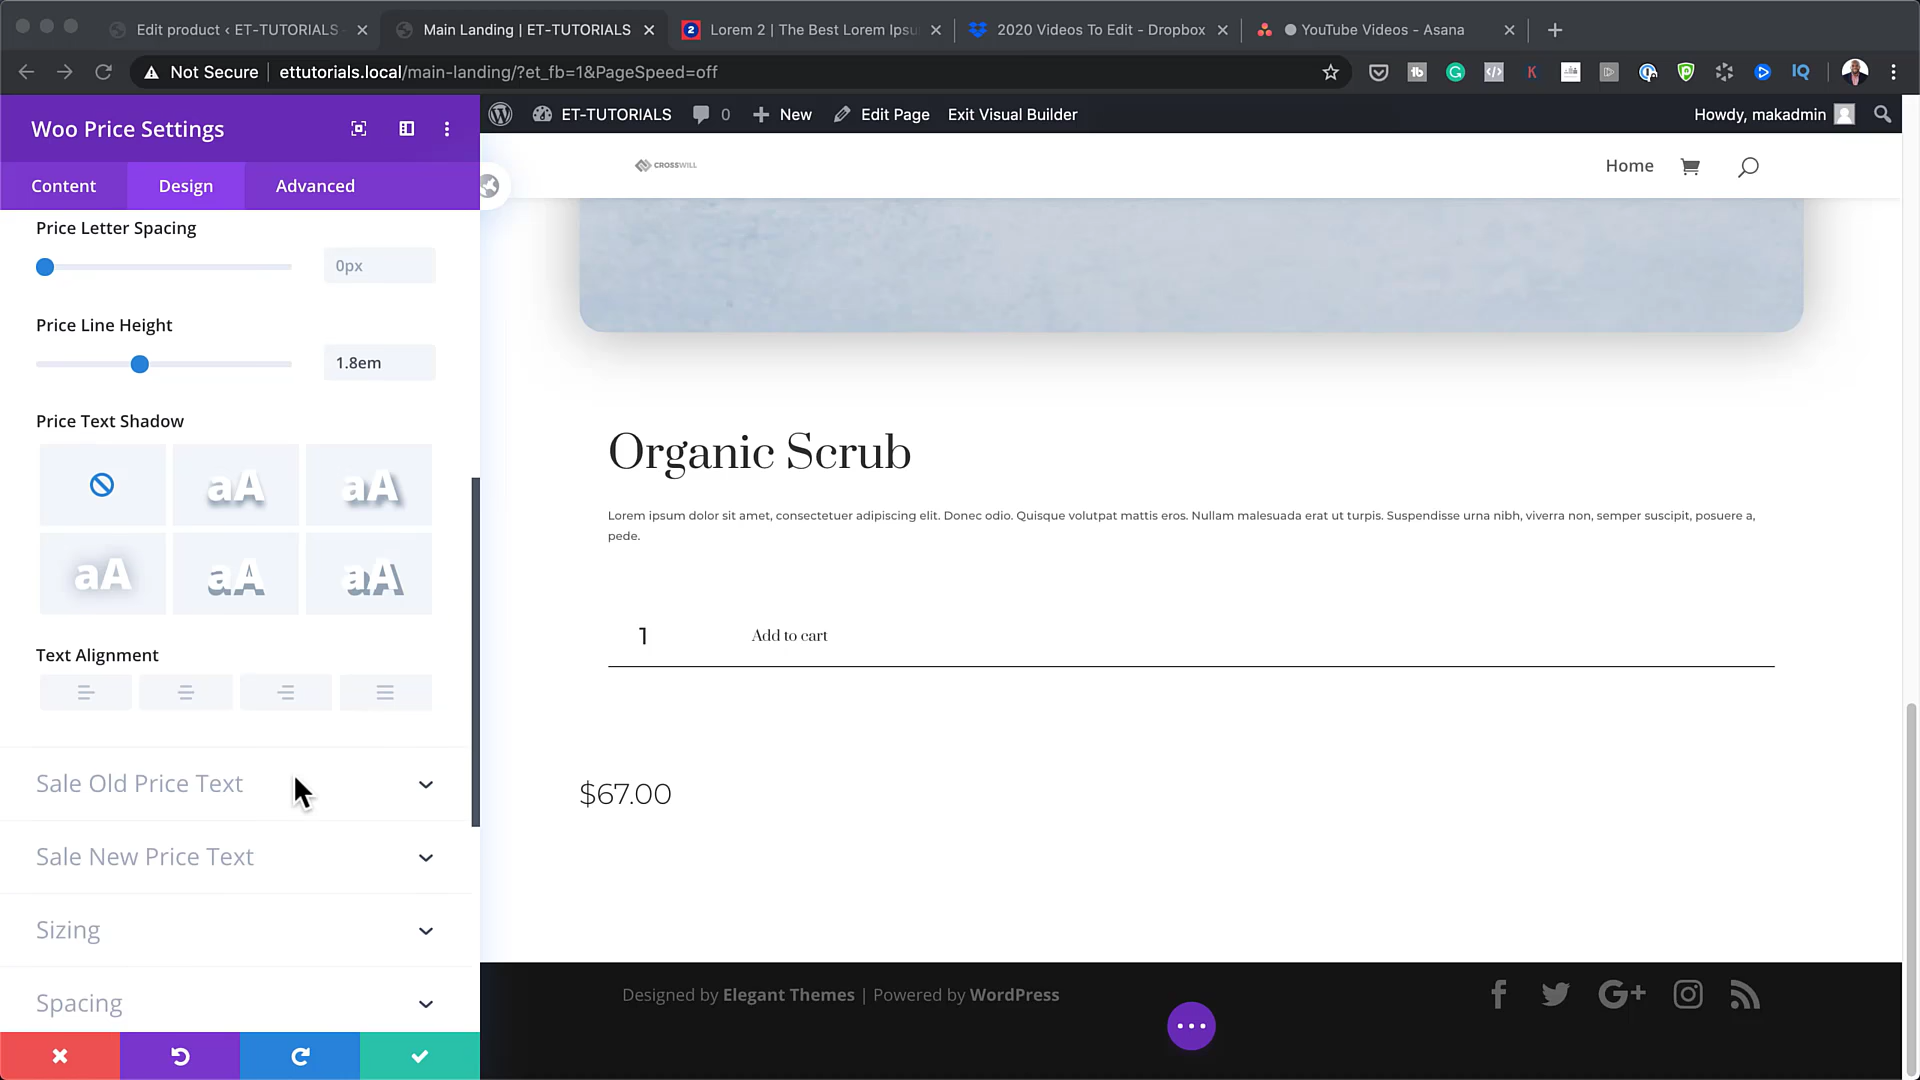 Edit product ‹ ET-TUTORIALS
Main Landing | ET-TUTORIALS
2
Lorem 2 | The Best Lorem Ipsu
2020 Videos To Edit - Dropbox
YouTube Videos - Asana
Not Secure
ettutorials.local/main-landing/?et_fb=1&PageSpeed=off
tb
K
IQ
Woo Price Settings
ET-TUTORIALS
0
New
Edit Page
Exit Visual Builder
Howdy, makadmin
Content
Design
Advanced
CROSSWILL
Home
Price Letter Spacing
0px
Price Line Height
1.8em
Price Text Shadow
aA
aA
aA
aA
aA
Text Alignment
Sale Old Price Text
Sale New Price Text
Sizing
Spacing
Organic Scrub
Lorem ipsum dolor sit amet, consectetuer adipiscing elit. Donec odio. Quisque volutpat mattis eros. Nullam malesuada erat ut turpis. Suspendisse urna nibh, viverra non, semper suscipit, posuere a,
pede.
1
Add to cart
$67.00
Designed by Elegant Themes | Powered by WordPress